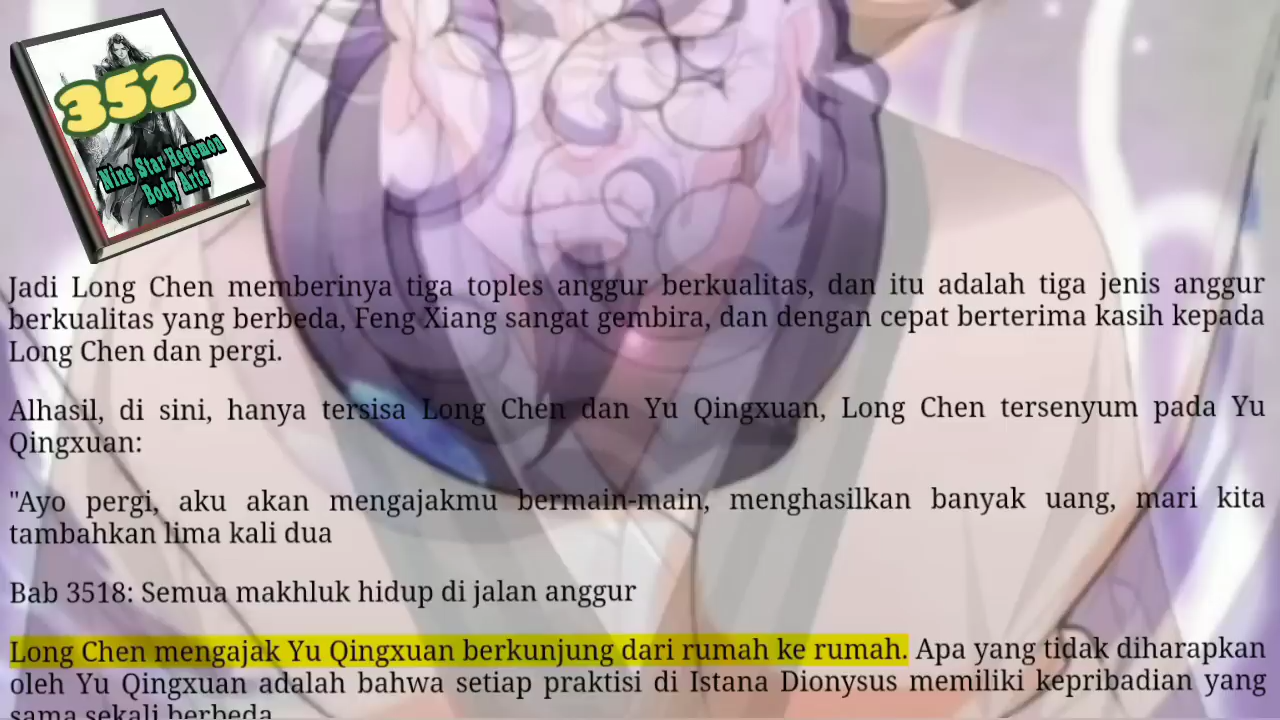 352
Nine Star Hegemon
Body Arts
Jadi Long Chen memberinya tiga toples anggur berkualitas, dan itu adalah tiga jenis anggur
berkualitas yang berbeda, Feng Xiang sangat gembira, dan dengan cepat berterima kasih kepada
Long Chen dan pergi.
Alhasil, di sini, hanya tersisa Long Chen dan Yu Qingxuan, Long Chen tersenyum pada Yu
Qingxuan:
"Ayo pergi, aku akan mengajakmu bermain-main, menghasilkan banyak uang, mari kita
tambahkan lima kali dua
Bab 3518: Semua makhluk hidup di jalan anggur
Long Chen mengajak Yu Qingxuan berkunjung dari rumah ke rumah. Apa yang tidak diharapkan
oleh Yu Qingxuan adalah bahwa setiap praktisi di Istana Dionysus memiliki kepribadian yang
sama sekali berbeda